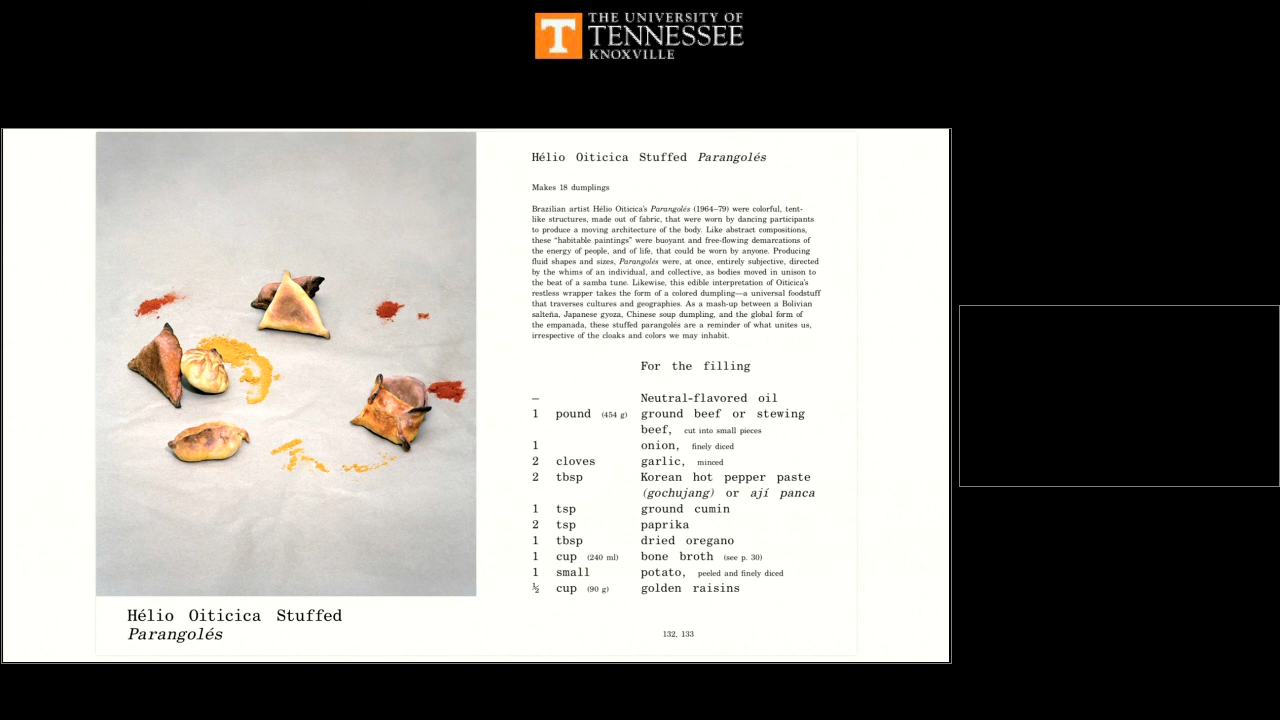 THE UNIVERSITY OF
TENNESSEE
KNOXVILLE
Hélio Oiticica Stuffed Parangolés
Makes 18 dumplings
Brazilian artist Hélio Oiticica's Parangolés (1964–79) were colorful, tent-
like structures, made out of fabric, that were worn by dancing participants
to produce a moving architecture of the body. Like abstract compositions,
these "habitable paintings" were buoyant and free-flowing demarcations of
the energy of people, and of life, that could be worn by anyone. Producing
fluid shapes and sizes, Parangolés were, at once, entirely subjective, directed
by the whims of an individual, and collective, as bodies moved in unison to
the beat of a samba tune. Likewise, this edible interpretation of Oiticica's
restless wrapper takes the form of a colored dumpling—a universal foodstuff
that traverses cultures and geographies. As a mash-up between a Bolivian
salteña, Japanese gyoza, Chinese soup dumpling, and the global form of
the empanada, these stuffed parangolés are a reminder of what unites us,
irrespective of the cloaks and colors we may inhabit.
For the filling
— Neutral-flavored oil
1 pound (454 g) ground beef or stewing
beef, cut into small pieces
1 onion, finely diced
2 cloves garlic, minced
2 tbsp Korean hot pepper paste
(gochujang) or ají panca
1 tsp ground cumin
2 tsp paprika
1 tbsp dried oregano
1 cup (240 ml) bone broth (see p. 30)
1 small potato, peeled and finely diced
½ cup (90 g) golden raisins
132, 133
Hélio Oiticica Stuffed
Parangolés